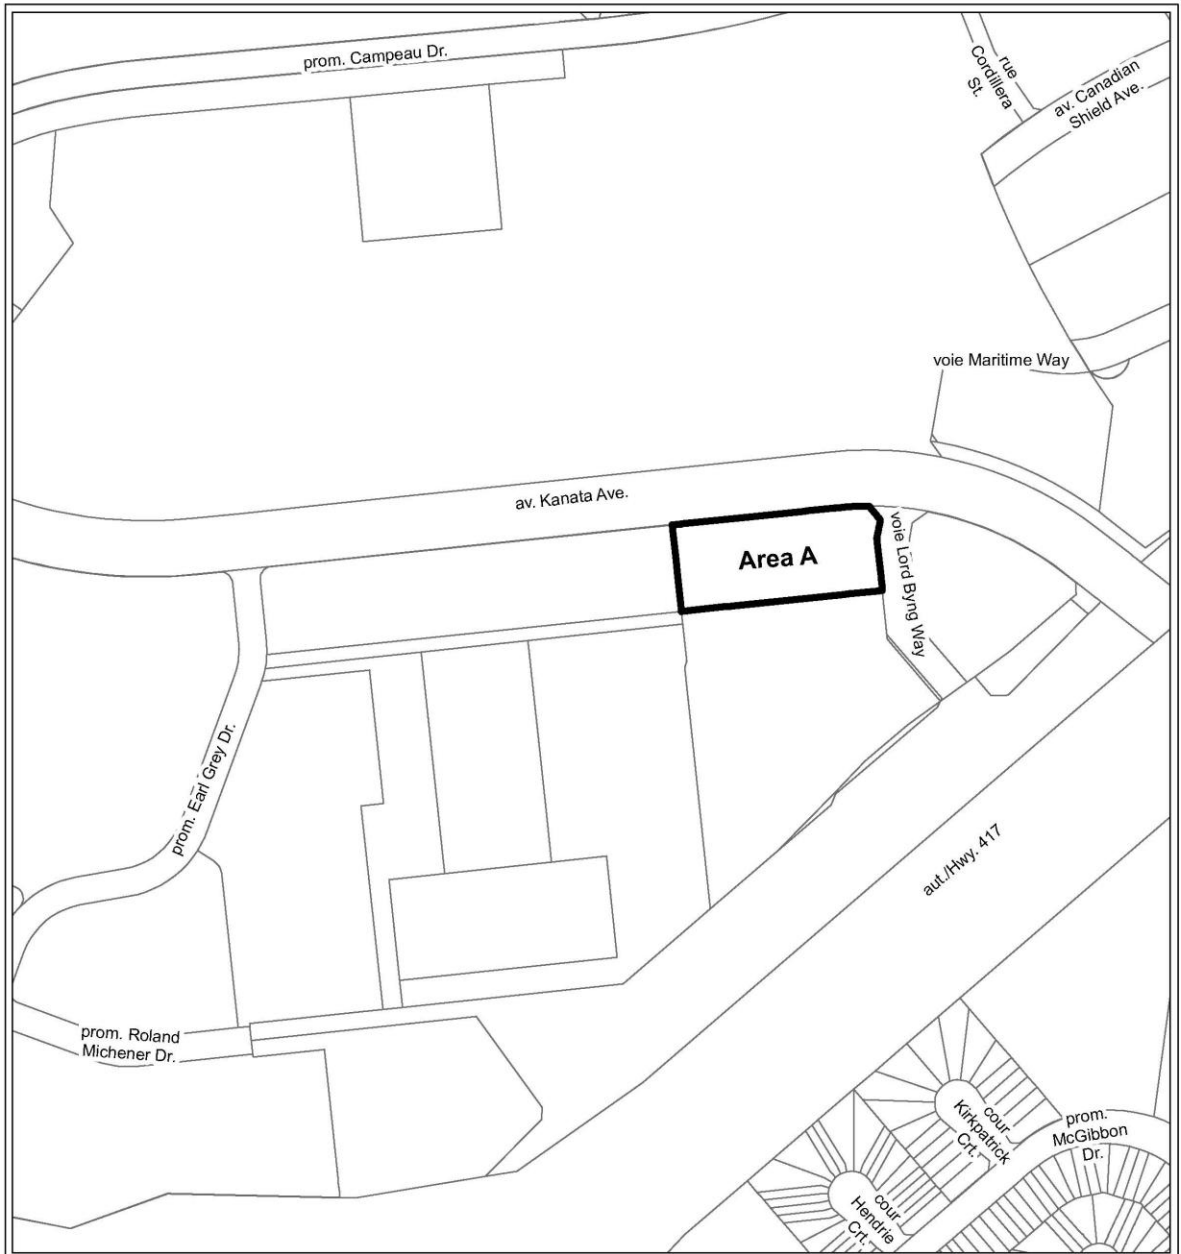 prom. Campeau Dr.
rue
Cordillera
St.
av. Canadian
Shield Ave.
voie Maritime Way
av. Kanata Ave.
Area A
voie Lord Byng Way
prom. Earl Grey Dr.
aut./Hwy. 417
prom. Roland
Michener Dr.
cour
Kirkpatrick
Crt.
prom.
McGibbon
Dr.
cour
Hendrie
Crt.